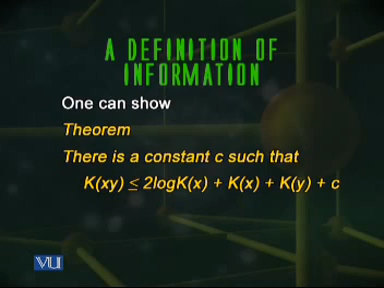 A DEFINITION OF
INFORMATION
One can show
Theorem
There is a constant c such that
K(xy) ≤ 2logK(x) + K(x) + K(y) + c
VU